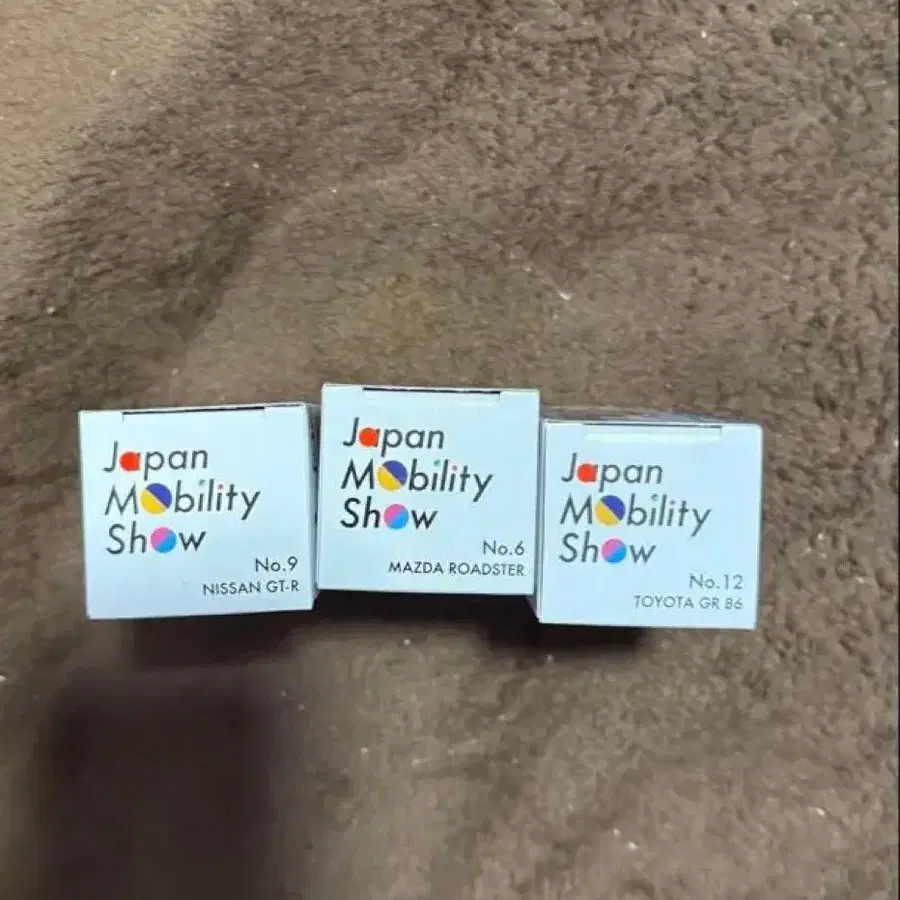 Japan
Mobility
Show
No.9
NISSAN GT-R
Japan
Mobility
Show
No.6
MAZDA ROADSTER
Japan
Mobility
Show
No.12
TOYOTA GR 86